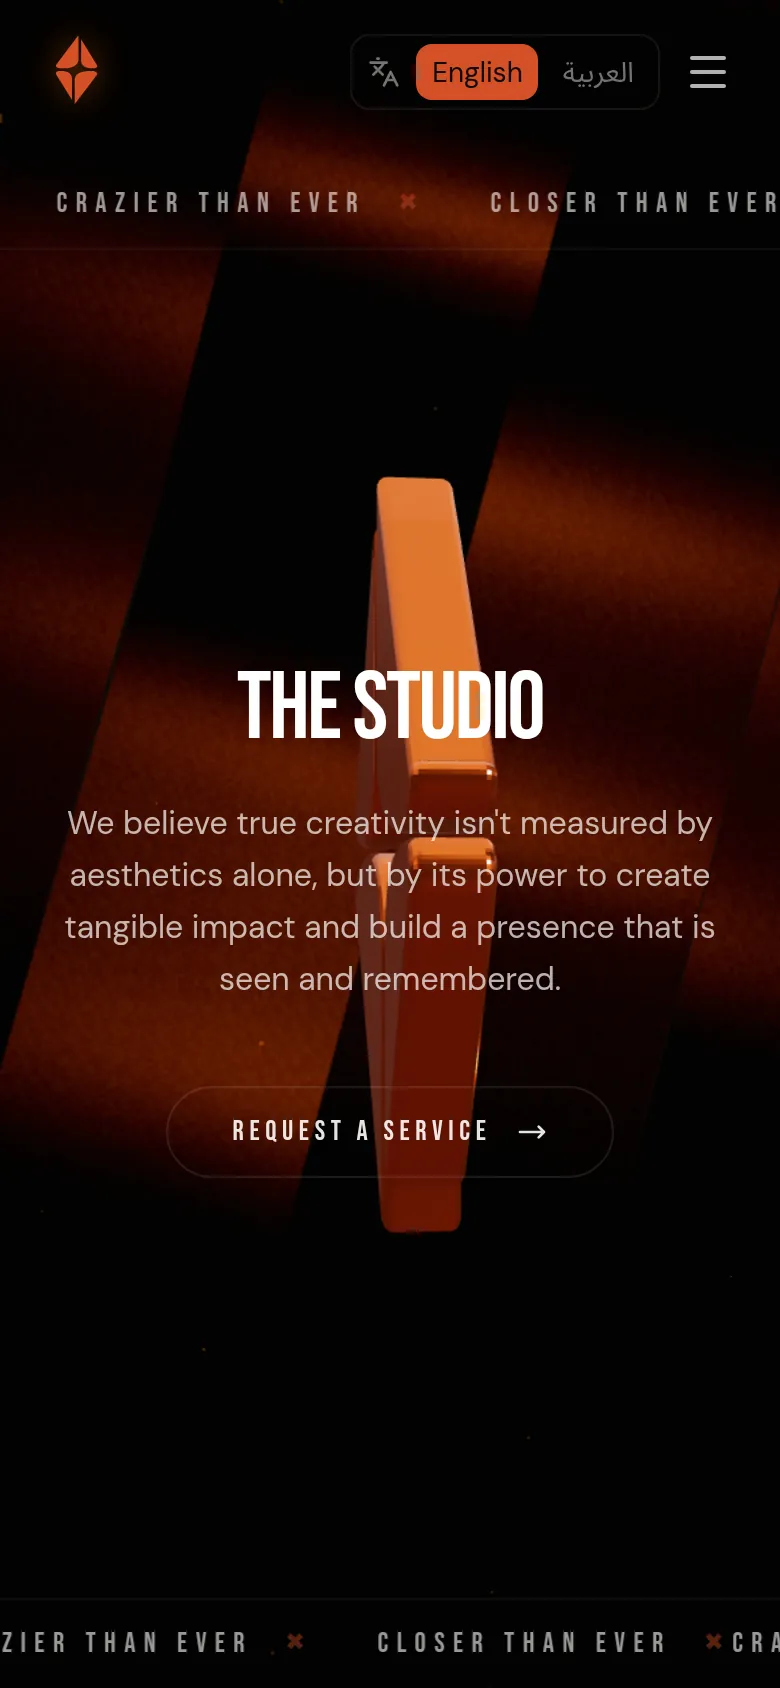 English العربية
CRAZIER THAN EVER ✖ CLOSER THAN EVER
THE STUDIO
We believe true creativity isn't measured by
aesthetics alone, but by its power to create
tangible impact and build a presence that is
seen and remembered.
REQUEST A SERVICE →
ZIER THAN EVER ✖ CLOSER THAN EVER ✖ CRA